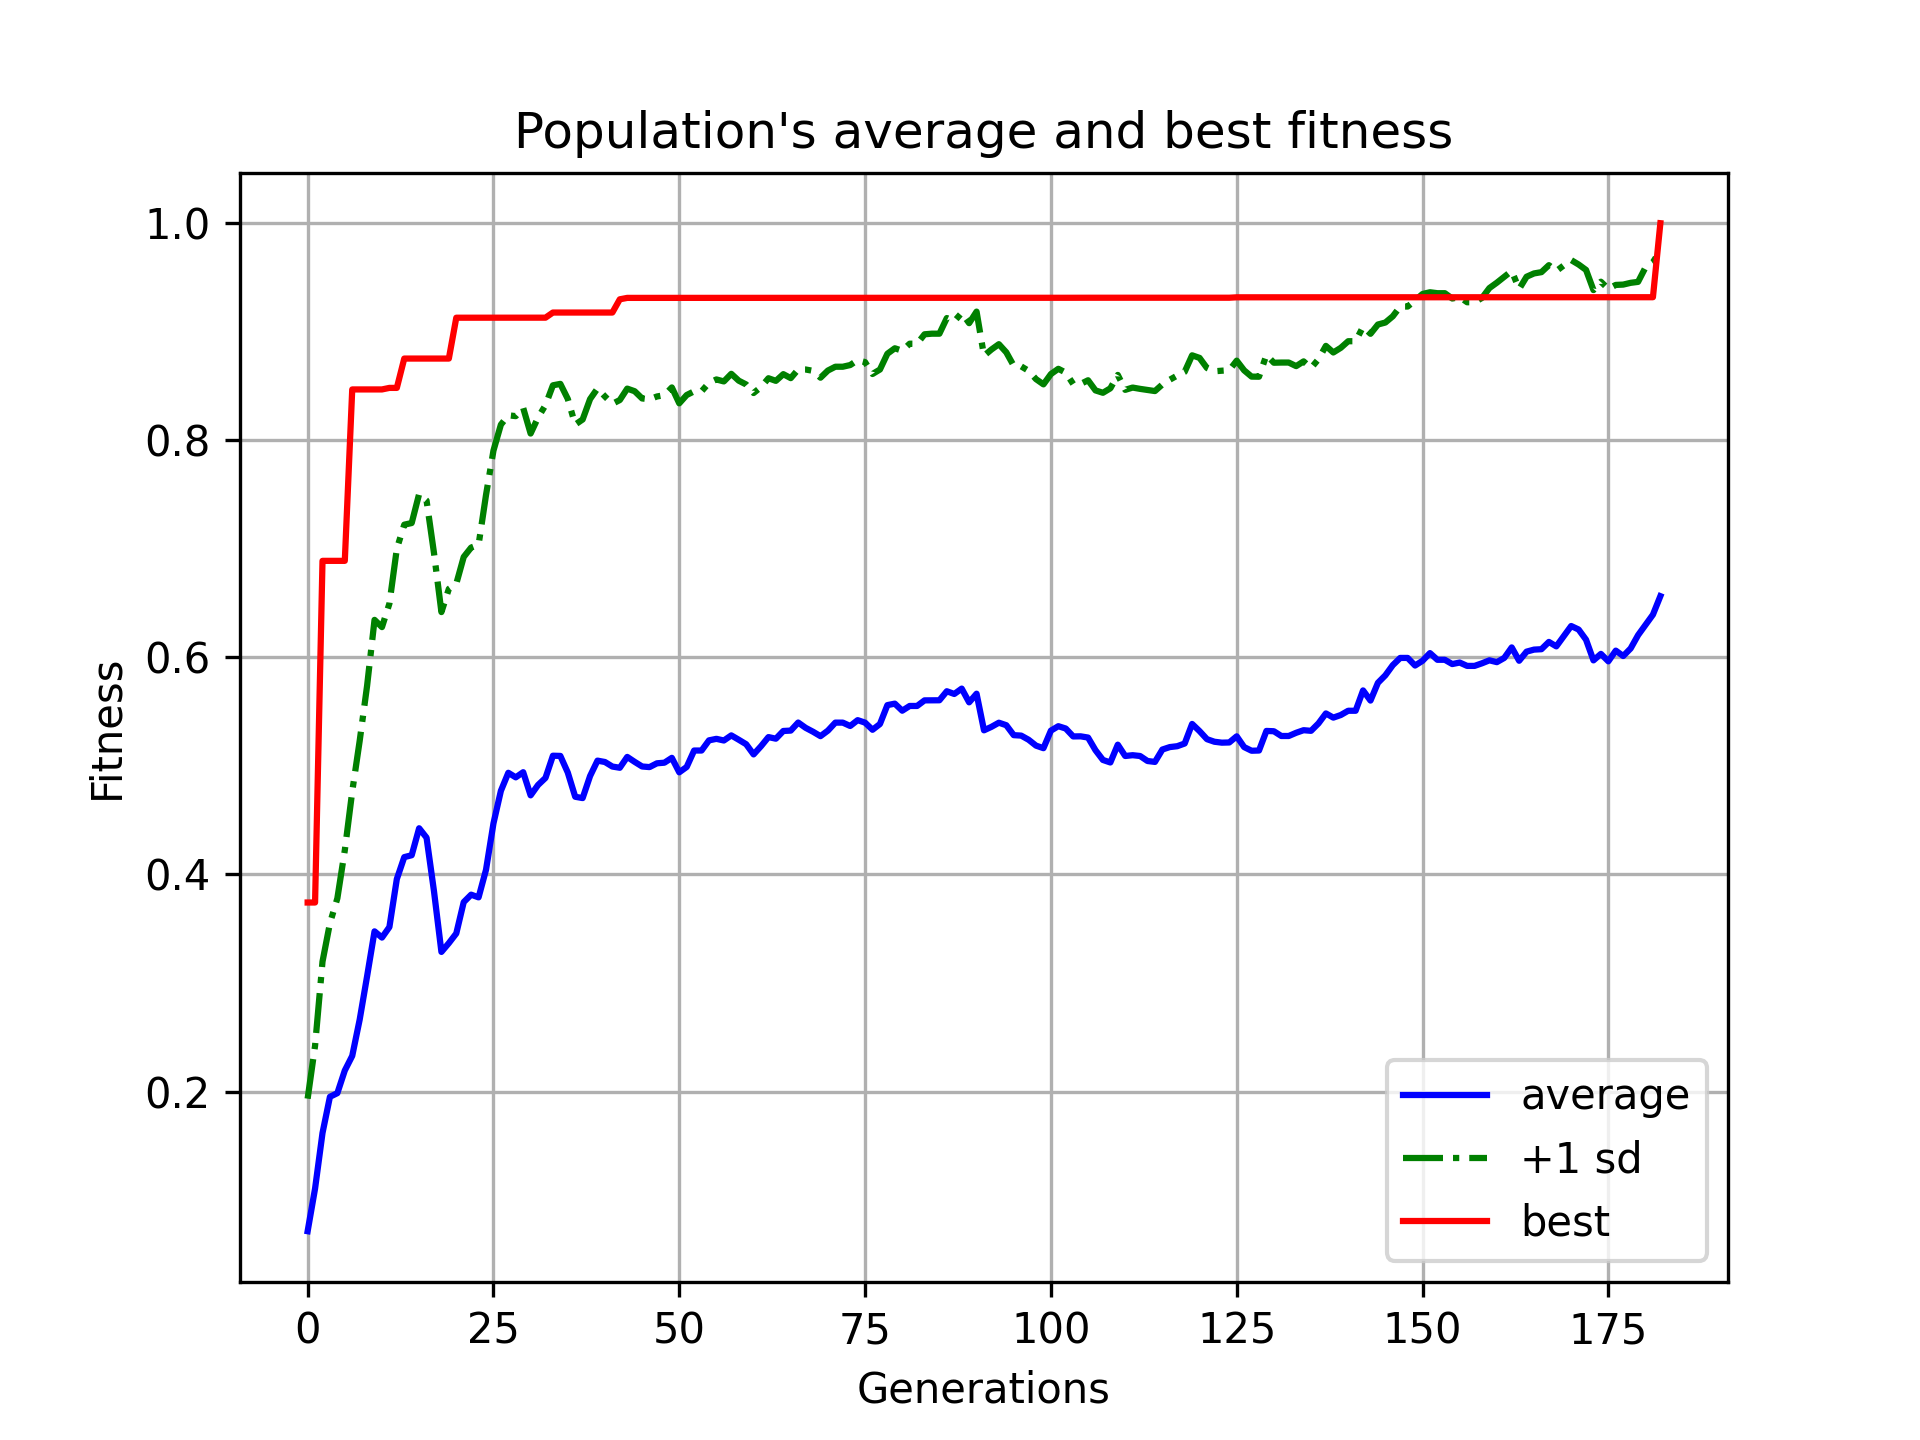 Population's average and best fitness
1.0
0.8
0.6
0.4
0.2
Fitness
average
+1 sd
best
0 25 50 75 100 125 150 175
Generations